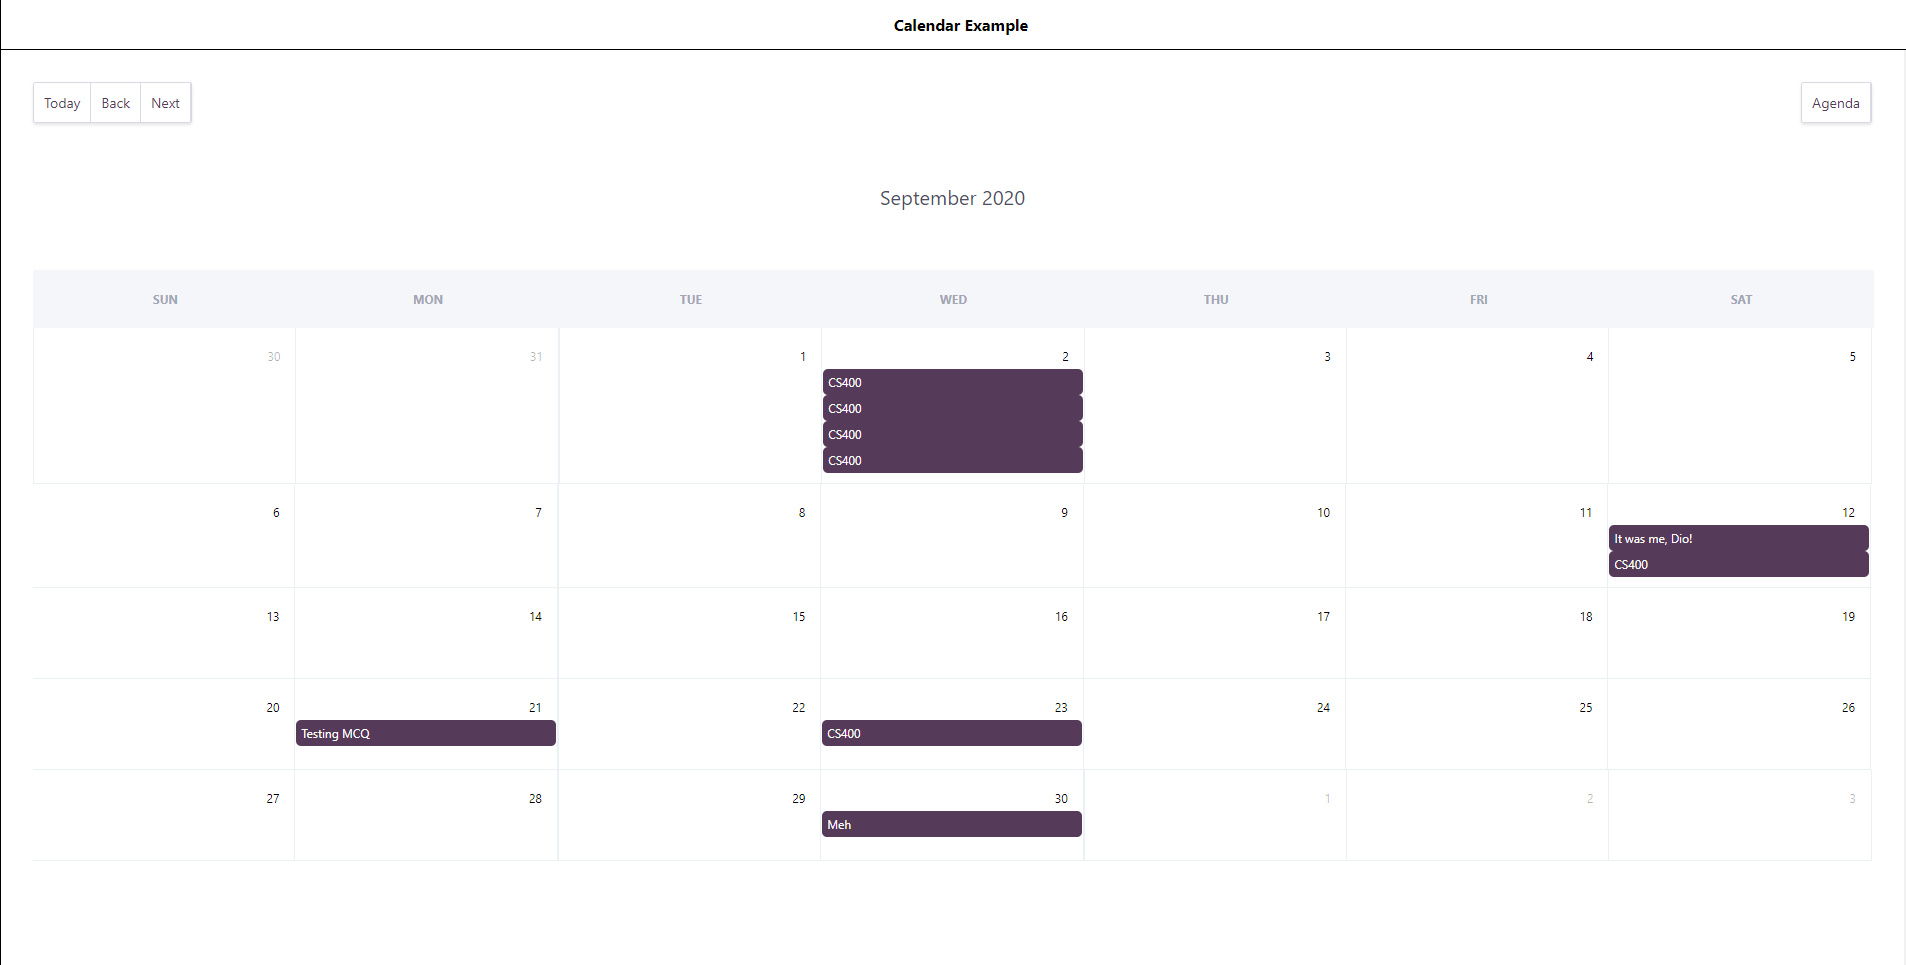 Calendar Example
Today Back Next Agenda
September 2020
SUN MON TUE WED THU FRI SAT
30 31 1 2 3 4 5
CS400
CS400
CS400
CS400
6 7 8 9 10 11 12
It was me, Dio!
CS400
13 14 15 16 17 18 19
20 21 22 23 24 25 26
Testing MCQ CS400
27 28 29 30 1 2 3
Meh